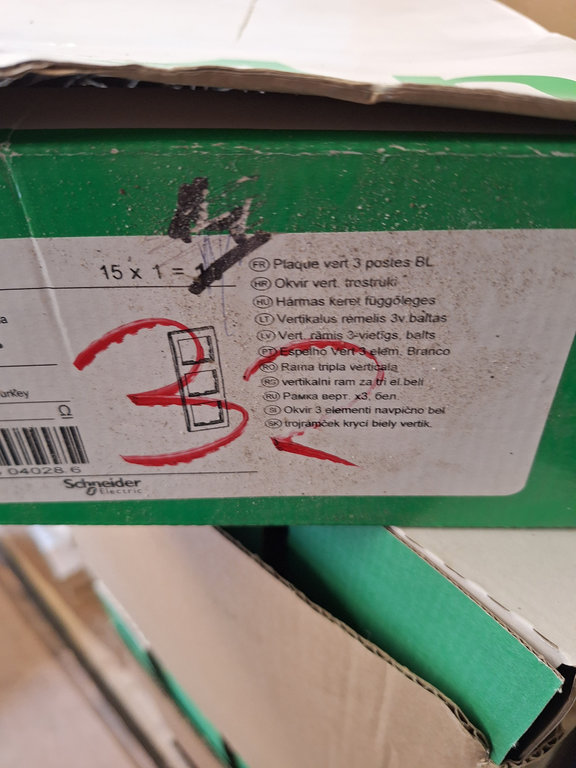 15 x 1 =
FR Plaque vert 3 postes BL
HR Okvir vert. trostruki
HU Hármas keret függőleges
LT Vertikalus rėmelis 3v.baltas
LV Vert. rāmis 3-vietīgs, balts
PT Espelho Vert 3 elem, Branco
RO Rama tripla verticala
RS vertikalni ram za tri el.beli
RU Рамка верт. x3, бел
SI Okvir 3 elementi navpično bel
SK trojrámček krycí biely vertik.
32
04028 6
Schneider
Electric